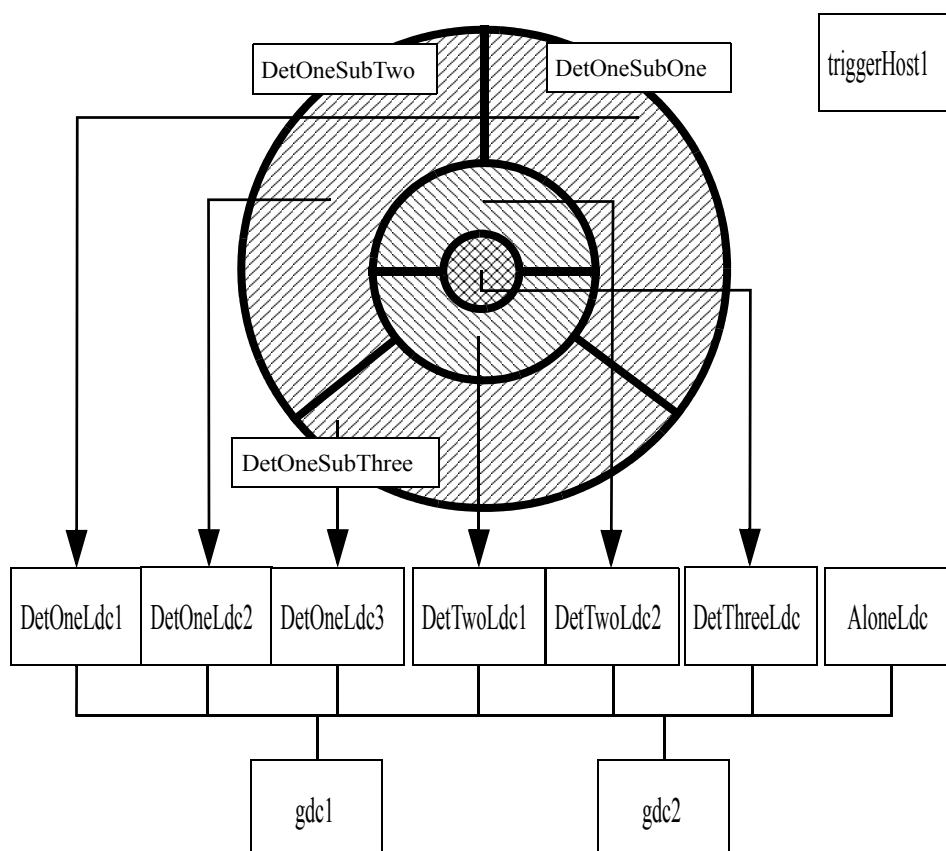 DetOneSubTwo
DetOneSubOne
triggerHost1
DetOneSubThree
DetOneLdc1
DetOneLdc2
DetOneLdc3
DetTwoLdc1
DetTwoLdc2
DetThreeLdc
AloneLdc
gdc1
gdc2